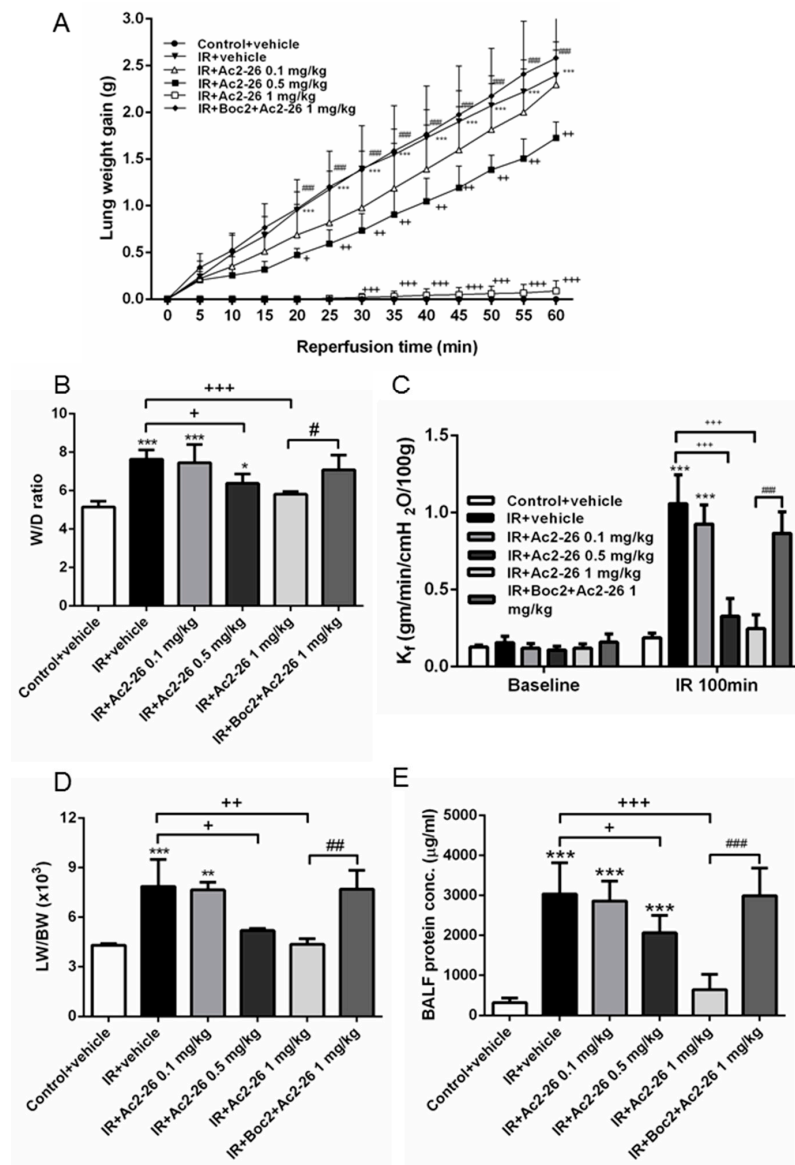 A
Lung weight gain (g)
3.0
2.5
2.0
1.5
1.0
0.5
0.0
Control+vehicle
IR+vehicle
IR+Ac2-26 0.1 mg/kg
IR+Ac2-26 0.5 mg/kg
IR+Ac2-26 1 mg/kg
IR+Boc2+Ac2-26 1 mg/kg
### ### ### ### ### ### ### ### ###
*** *** *** *** *** *** *** *** ***
+ ++ ++ ++ ++ ++ ++ ++ ++
+++ +++ +++ +++ +++ +++ +++
0 5 10 15 20 25 30 35 40 45 50 55 60
Reperfusion time (min)
B
W/D ratio
10
8
6
4
2
0
+++
+
#
*** *** *
Control+vehicle
IR+vehicle
IR+Ac2-26 0.1 mg/kg
IR+Ac2-26 0.5 mg/kg
IR+Ac2-26 1 mg/kg
IR+Boc2+Ac2-26 1 mg/kg
C
Kf (gm/min/cmH 2O/100g)
1.5
1.0
0.5
0.0
Control+vehicle
IR+vehicle
IR+Ac2-26 0.1 mg/kg
IR+Ac2-26 0.5 mg/kg
IR+Ac2-26 1 mg/kg
IR+Boc2+Ac2-26 1
mg/kg
+++
+++
###
*** ***
Baseline IR 100min
D
LW/BW (x10³)
12
9
6
3
0
++
+
##
*** **
Control+vehicle
IR+vehicle
IR+Ac2-26 0.1 mg/kg
IR+Ac2-26 0.5 mg/kg
IR+Ac2-26 1 mg/kg
IR+Boc2+Ac2-26 1 mg/kg
E
BALF protein conc. (µg/ml)
5000
4000
3000
2000
1000
0
+++
+
###
*** *** ***
Control+vehicle
IR+vehicle
IR+Ac2-26 0.1 mg/kg
IR+Ac2-26 0.5 mg/kg
IR+Ac2-26 1 mg/kg
IR+Boc2+Ac2-26 1 mg/kg